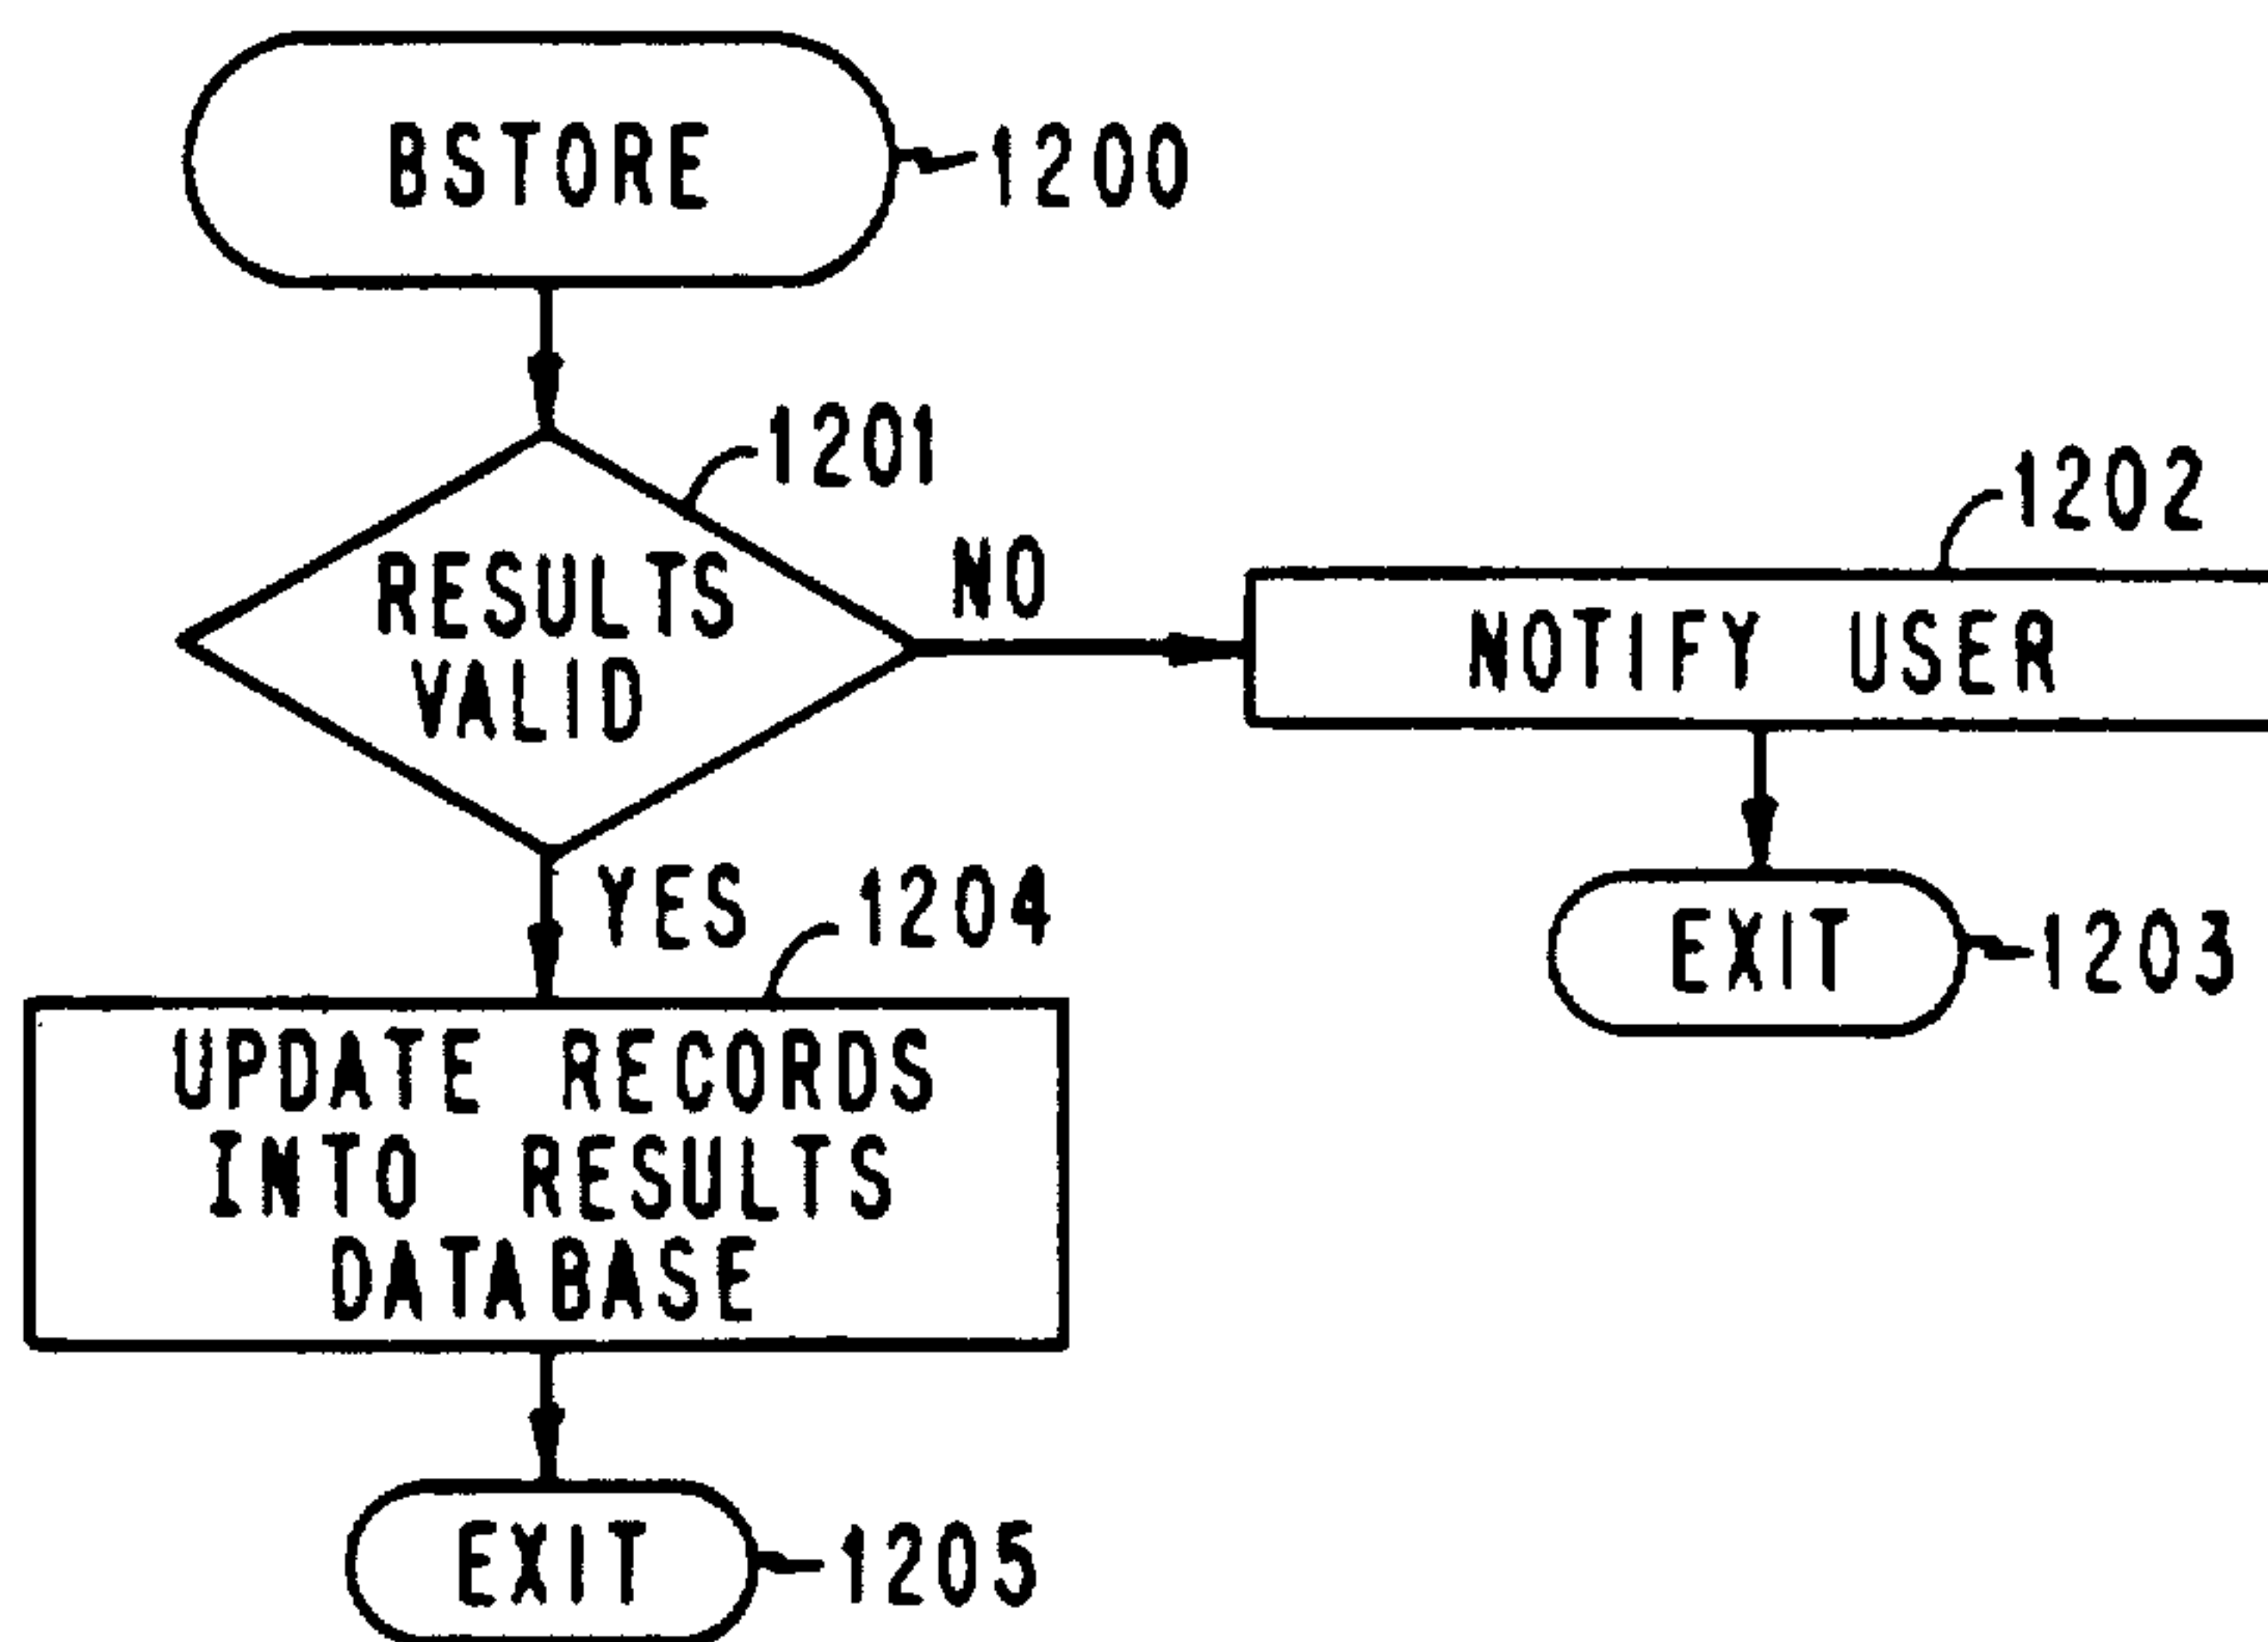 BSTORE
1200
1201
RESULTS
VALID
NO
1202
NOTIFY USER
EXIT
1203
YES
1204
UPDATE RECORDS
INTO RESULTS
DATABASE
EXIT
1205